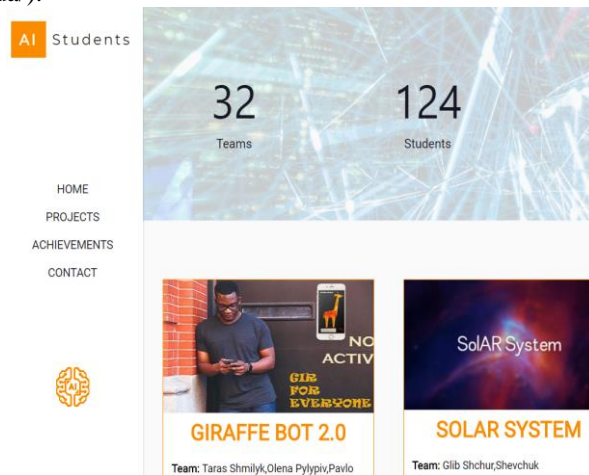 AI Students
32
Teams
124
Students
HOME
PROJECTS
ACHIEVEMENTS
CONTACT
AI
NO
ACTIV
GIR
FOR
EVERYONE
GIRAFFE BOT 2.0
Team: Taras Shmilyk,Olena Pylypiv,Pavlo
SolAR System
SOLAR SYSTEM
Team: Glib Shchur,Shevchuk